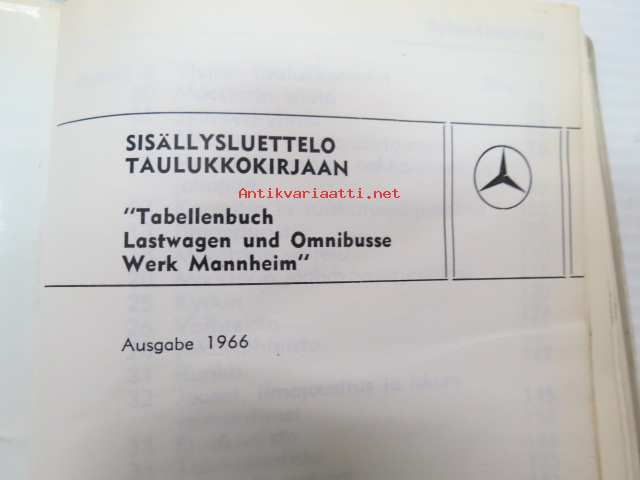 SISÄLLYSLUETTELO
TAULUKKOKIRJAAN
Antikvariaatti.net
"Tabellenbuch
Lastwagen und Omnibusse
Werk Mannheim"
Ausgabe 1966